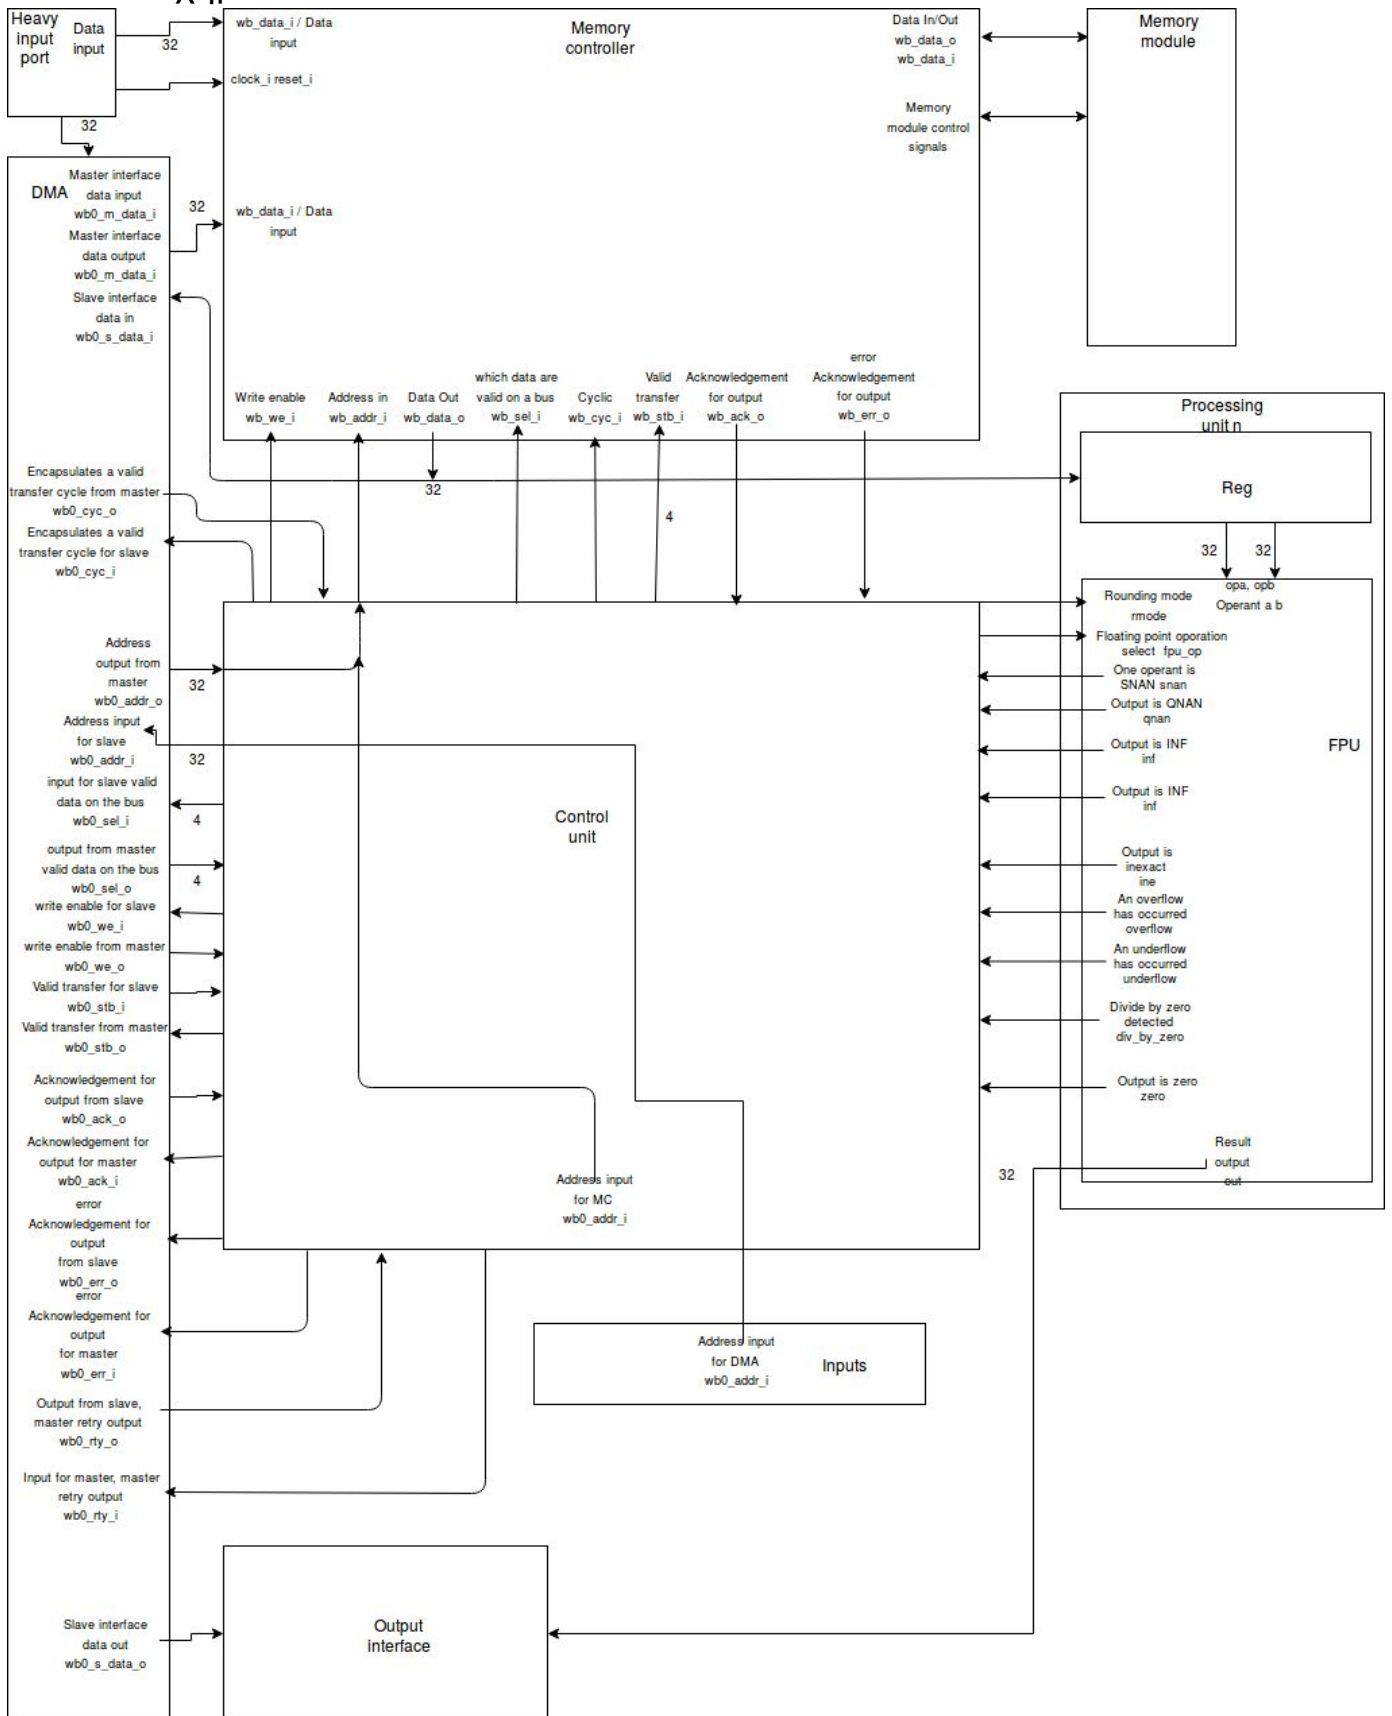 Heavy
input
port
Data
input
32
32
wb_data_i / Data
input
clock_i reset_i
Memory
controller
Data In/Out
wb_data_o
wb_data_i
Memory
module control
signals
Memory
module
DMA
Master interface
data input
wb0_m_data_i
Master interface
data output
wb0_m_data_i
Slave interface
data in
wb0_s_data_i
32
wb_data_i / Data
input
Write enable
wb_we_i
Address in
wb_addr_i
Data Out
wb_data_o
which data are
valid on a bus
wb_sel_i
Cyclic
wb_cyc_i
Valid
transfer
wb_stb_i
Acknowledgement
for output
wb_ack_o
error
Acknowledgement
for output
wb_err_o
32
4
Processing
unit n
Reg
32
32
opa, opb
Operant a b
Rounding mode
rmode
Floating point oporation
select fpu_op
One operant is
SNAN snan
Output is QNAN
qnan
Output is INF
inf
Output is INF
inf
Output is
inexact
ine
An overflow
has occurred
overflow
An underflow
has occurred
underflow
Divide by zero
detected
div_by_zero
Output is zero
zero
Result
output
out
FPU
32
Encapsulates a valid
transfer cycle from master
wb0_cyc_o
Encapsulates a valid
transfer cycle for slave
wb0_cyc_i
Address
output from
master
wb0_addr_o
32
Address input
for slave
wb0_addr_i
32
input for slave valid
data on the bus
wb0_sel_i
4
output from master
valid data on the bus
wb0_sel_o
4
write enable for slave
wb0_we_i
write enable from master
wb0_we_o
Valid transfer for slave
wb0_stb_i
Valid transfer from master
wb0_stb_o
Acknowledgement for
output from slave
wb0_ack_o
Acknowledgement for
output for master
wb0_ack_i
error
Acknowledgement for
output
from slave
wb0_err_o
error
Acknowledgement for
output
for master
wb0_err_i
Output from slave,
master retry output
wb0_rty_o
Input for master, master
retry output
wb0_rty_i
Slave interface
data out
wb0_s_data_o
Control
unit
Address input
for MC
wb0_addr_i
Address input
for DMA
wb0_addr_i
Inputs
Output
interface